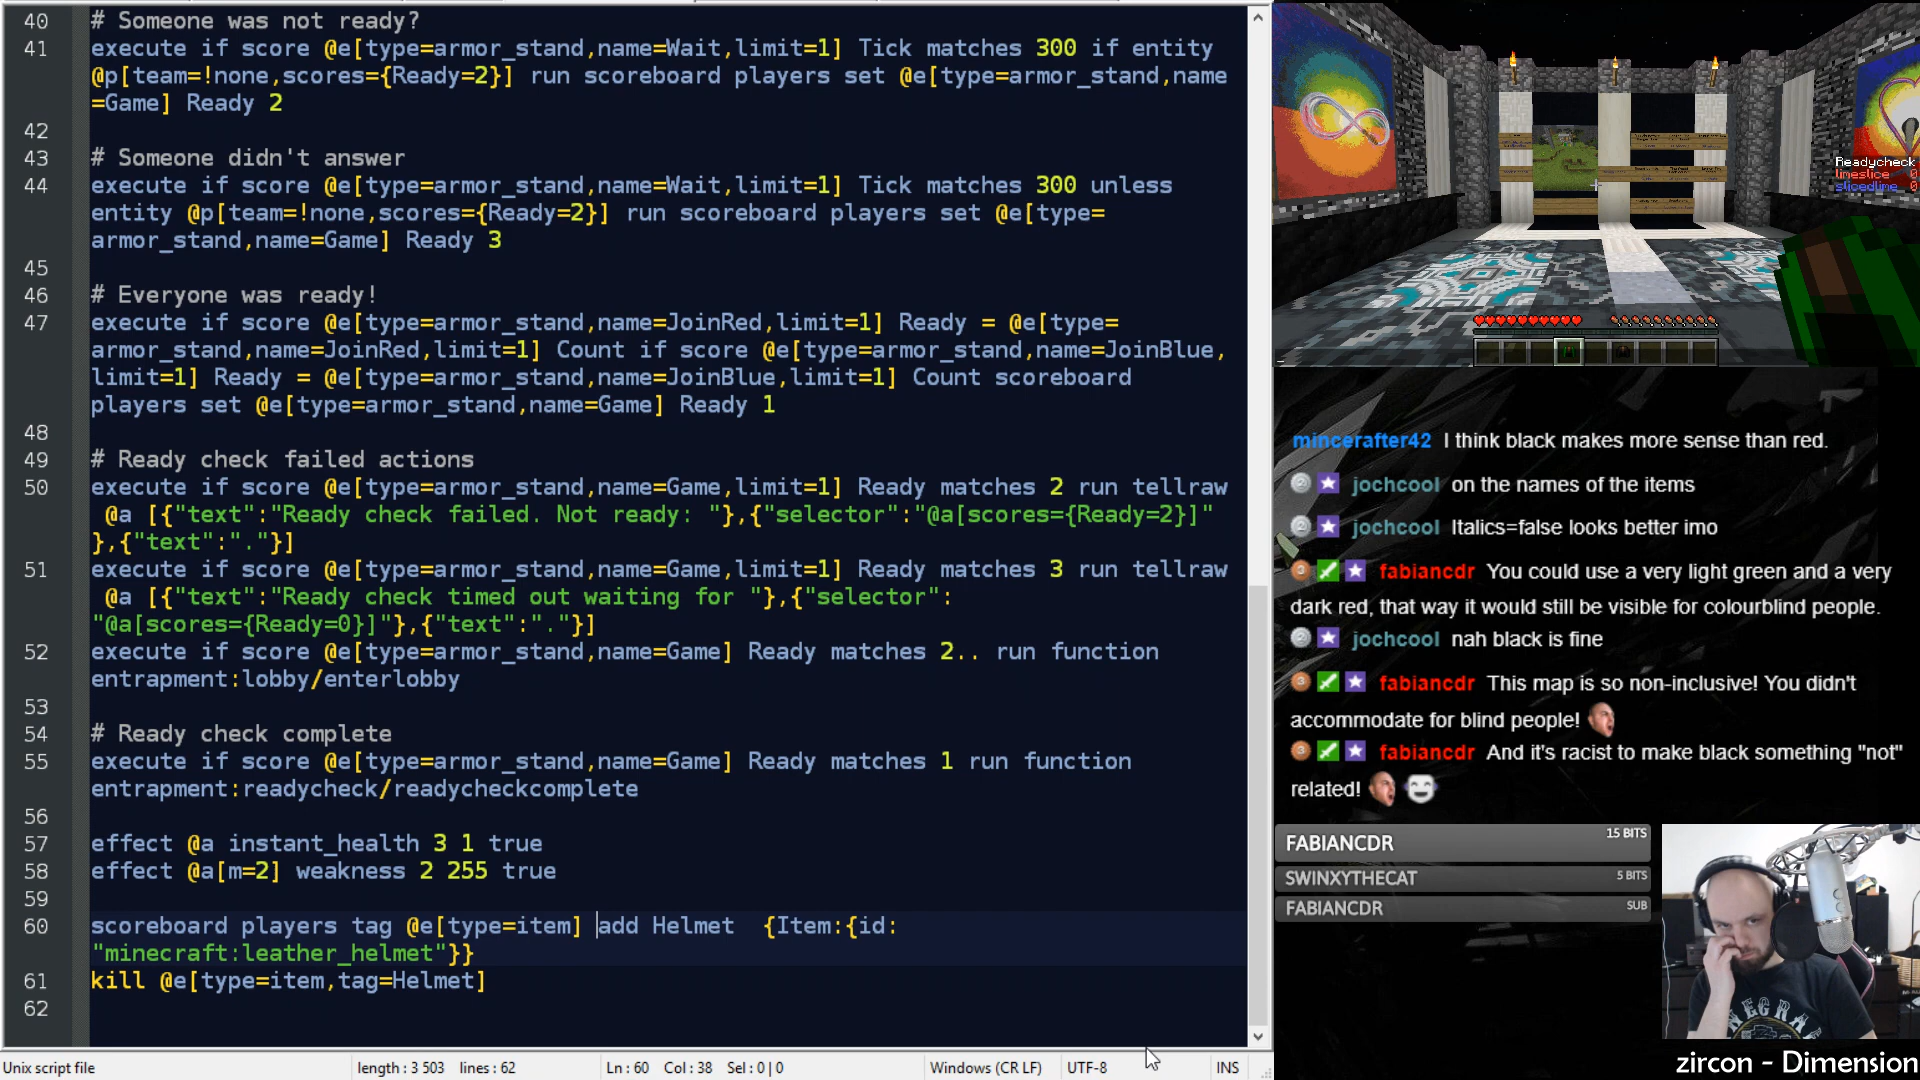 40 # Someone was not ready?
41 execute if score @e[type=armor_stand,name=Wait,limit=1] Tick matches 300 if entity
@p[team=!none,scores={Ready=2}] run scoreboard players set @e[type=armor_stand,name
=Game] Ready 2
42
43 # Someone didn't answer
44 execute if score @e[type=armor_stand,name=Wait,limit=1] Tick matches 300 unless
entity @p[team=!none,scores={Ready=2}] run scoreboard players set @e[type=
armor_stand,name=Game] Ready 3
45
46 # Everyone was ready!
47 execute if score @e[type=armor_stand,name=JoinRed,limit=1] Ready = @e[type=
armor_stand,name=JoinRed,limit=1] Count if score @e[type=armor_stand,name=JoinBlue,
limit=1] Ready = @e[type=armor_stand,name=JoinBlue,limit=1] Count scoreboard
players set @e[type=armor_stand,name=Game] Ready 1
48
49 # Ready check failed actions
50 execute if score @e[type=armor_stand,name=Game,limit=1] Ready matches 2 run tellraw
@a [{"text":"Ready check failed. Not ready: "},{"selector":"@a[scores={Ready=2}]"
},{"text":"."}]
51 execute if score @e[type=armor_stand,name=Game,limit=1] Ready matches 3 run tellraw
@a [{"text":"Ready check timed out waiting for "},{"selector":
"@a[scores={Ready=0}]"},{"text":"."}]
52 execute if score @e[type=armor_stand,name=Game] Ready matches 2.. run function
entrapment:lobby/enterlobby
53
54 # Ready check complete
55 execute if score @e[type=armor_stand,name=Game] Ready matches 1 run function
entrapment:readycheck/readycheckcomplete
56
57 effect @a instant_health 3 1 true
58 effect @a[m=2] weakness 2 255 true
59
60 scoreboard players tag @e[type=item] add Helmet  {Item:{id:
"minecraft:leather_helmet"}}
61 kill @e[type=item,tag=Helmet]
62
Unix script file length : 3 503 lines : 62 Ln : 60 Col : 38 Sel : 0 | 0 Windows (CR LF) UTF-8 INS
Readycheck
limeslice 0
slicedlime 0
mincerafter42 I think black makes more sense than red.
jochcool on the names of the items
jochcool Italics=false looks better imo
fabiancdr You could use a very light green and a very
dark red, that way it would still be visible for colourblind people.
jochcool nah black is fine
fabiancdr This map is so non-inclusive! You didn't
accommodate for blind people!
fabiancdr And it's racist to make black something "not"
related!
FABIANCDR 15 BITS
SWINXYTHECAT 5 BITS
FABIANCDR SUB
zircon - Dimension